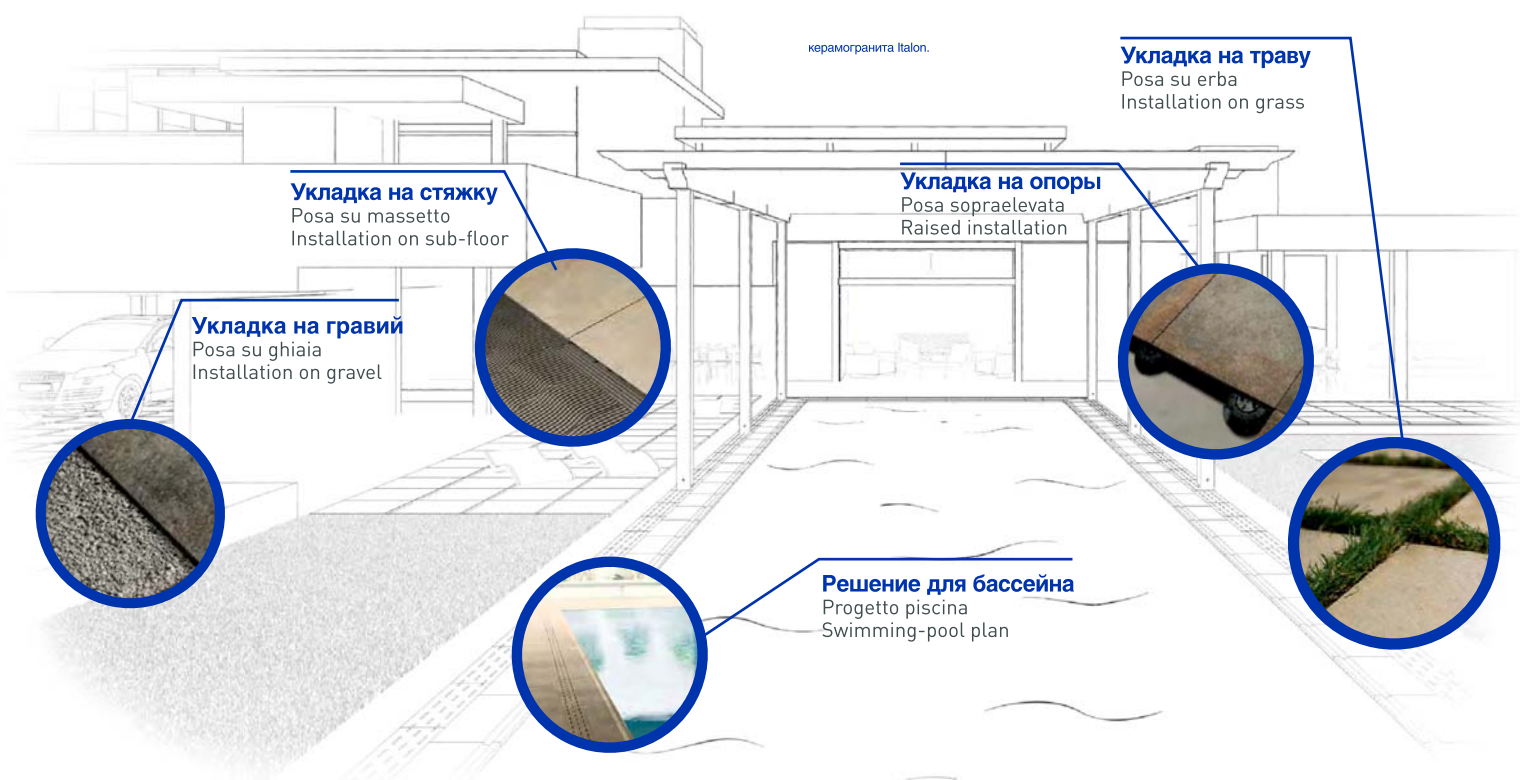 керамогранита Italon.
Укладка на траву
Posa su erba
Installation on grass
Укладка на стяжку
Posa su massetto
Installation on sub-floor
Укладка на опоры
Posa sopraelevata
Raised installation
Укладка на гравий
Posa su ghiaia
Installation on gravel
Решение для бассейна
Progetto piscina
Swimming-pool plan